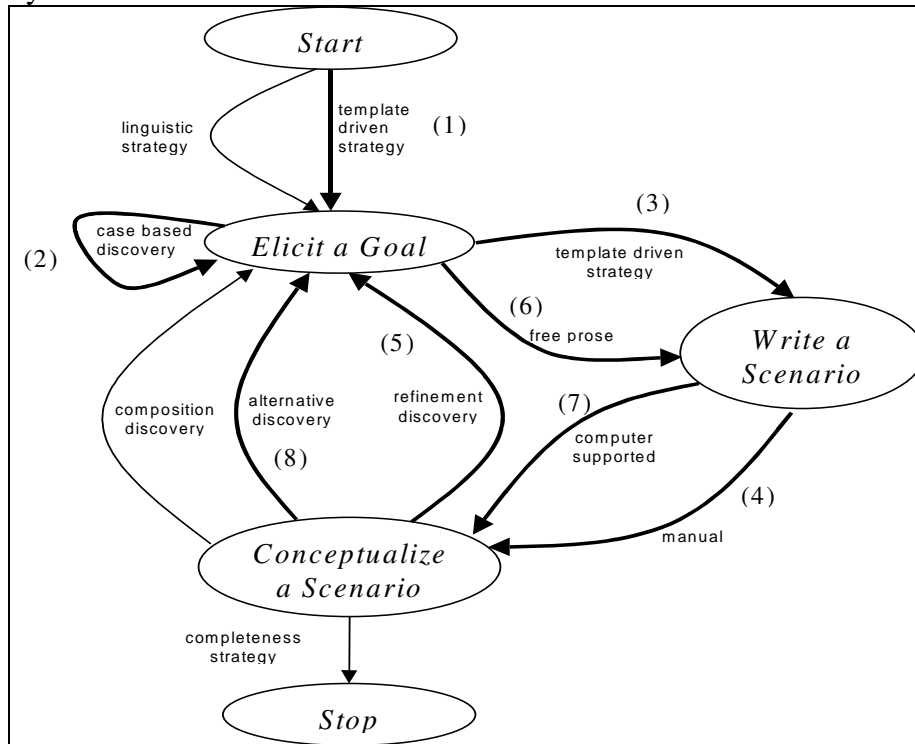 Start
linguistic
strategy
template
driven
strategy
(1)
case based
discovery
(2)
Elicit a Goal
(3)
template driven
strategy
(6)
free prose
Write a
Scenario
(5)
composition
discovery
alternative
discovery
refinement
discovery
(7)
computer
supported
(8)
(4)
manual
Conceptualize
a Scenario
completeness
strategy
Stop